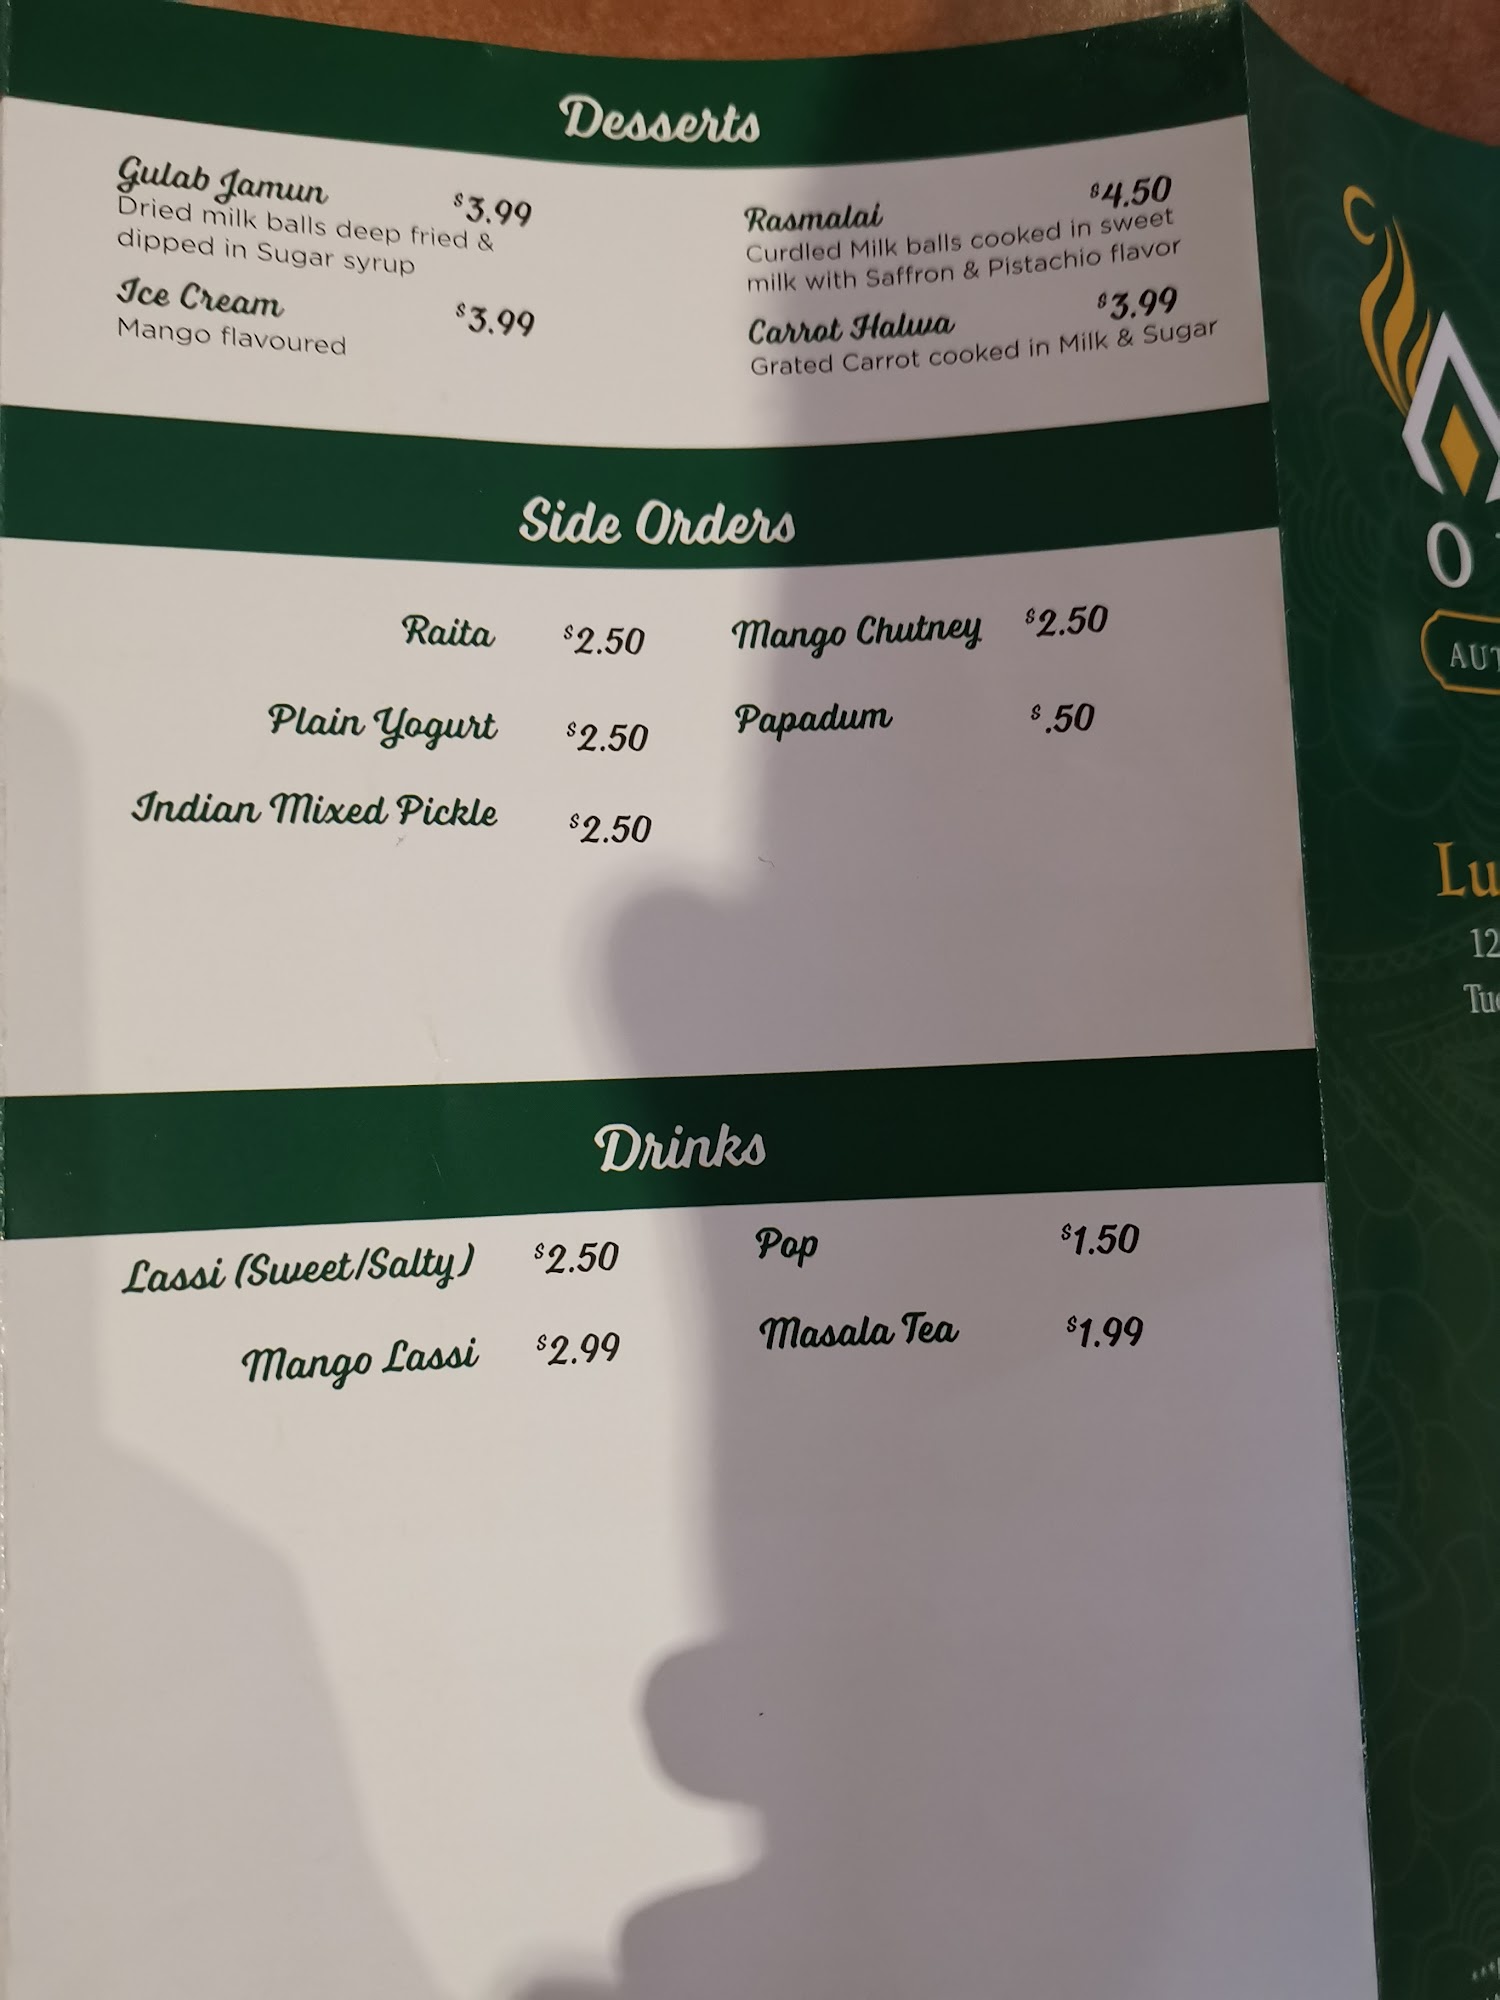 Desserts
Gulab Jamun $3.99
Dried milk balls deep fried &
dipped in Sugar syrup
Ice Cream $3.99
Mango flavoured
Rasmalai $4.50
Curdled Milk balls cooked in sweet
milk with Saffron & Pistachio flavor
Carrot Halwa $3.99
Grated Carrot cooked in Milk & Sugar
Side Orders
Raita $2.50
Plain Yogurt $2.50
Indian Mixed Pickle $2.50
Mango Chutney $2.50
Papadum $.50
Drinks
Lassi (Sweet/Salty) $2.50
Mango Lassi $2.99
Pop $1.50
Masala Tea $1.99
O
AUT
Lu
12
Tue